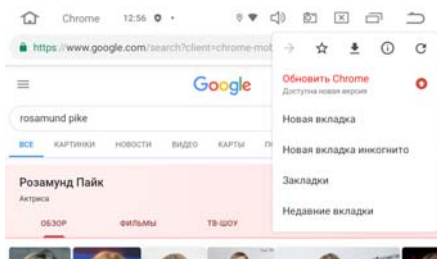 Chrome 12:56
https://www.google.com/search?client=chrome-mob
Обновить Chrome
Доступна новая версия
Google
Новая вкладка
rosamund pike
Новая вкладка инкогнито
ВСЕ КАРТИНКИ НОВОСТИ ВИДЕО КАРТЫ
Закладки
Розамунд Пайк
Актриса
Недавние вкладки
ОБЗОР ФИЛЬМЫ ТВ-ШОУ